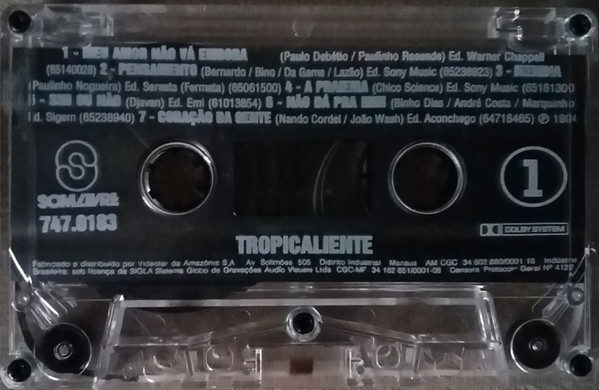 1 - MEU AMOR NÃO VÁ EMBORA (Paulo Debétio / Paulinho Rezende) Ed. Warner Chappell
(65140028) 2 - PENSAMENTO (Bernardo / Bino / Da Gama / Lazão) Ed. Sony Music (65238923) 3 -
Paulinho Nogueira) Ed. Seresta (Fermata) (65061500) 4 - A PRAIEIRA (Chico Science) Ed. Sony Music (65161300
SIM OU NÃO (Djavan) Ed. Emi (61013854) 6 - NÃO DÁ PRA MIM (Binho Dias / André Costa / Marquinho
Ed. Sigem (65238940) 7 - CORAÇÃO DA GENTE (Nando Cordel / João Wash) Ed. Aconchego (64716465) ℗ 1994
SOM LIVRE
747.0183
1
DOLBY SYSTEM
TROPICALIENTE
Fabricado e distribuido por Videolar da Amazônia S.A Av Solimões 505 Distrito Industrial Manaus AM CGC 34 502 880/0001 16 Indústria
Brasileira. sob licença da SIGLA Sistema Globo de Gravações Audio Visuais Ltda CGC-MF 34 162 651/0001-08 Censura Protocolo Geral Nº 4129